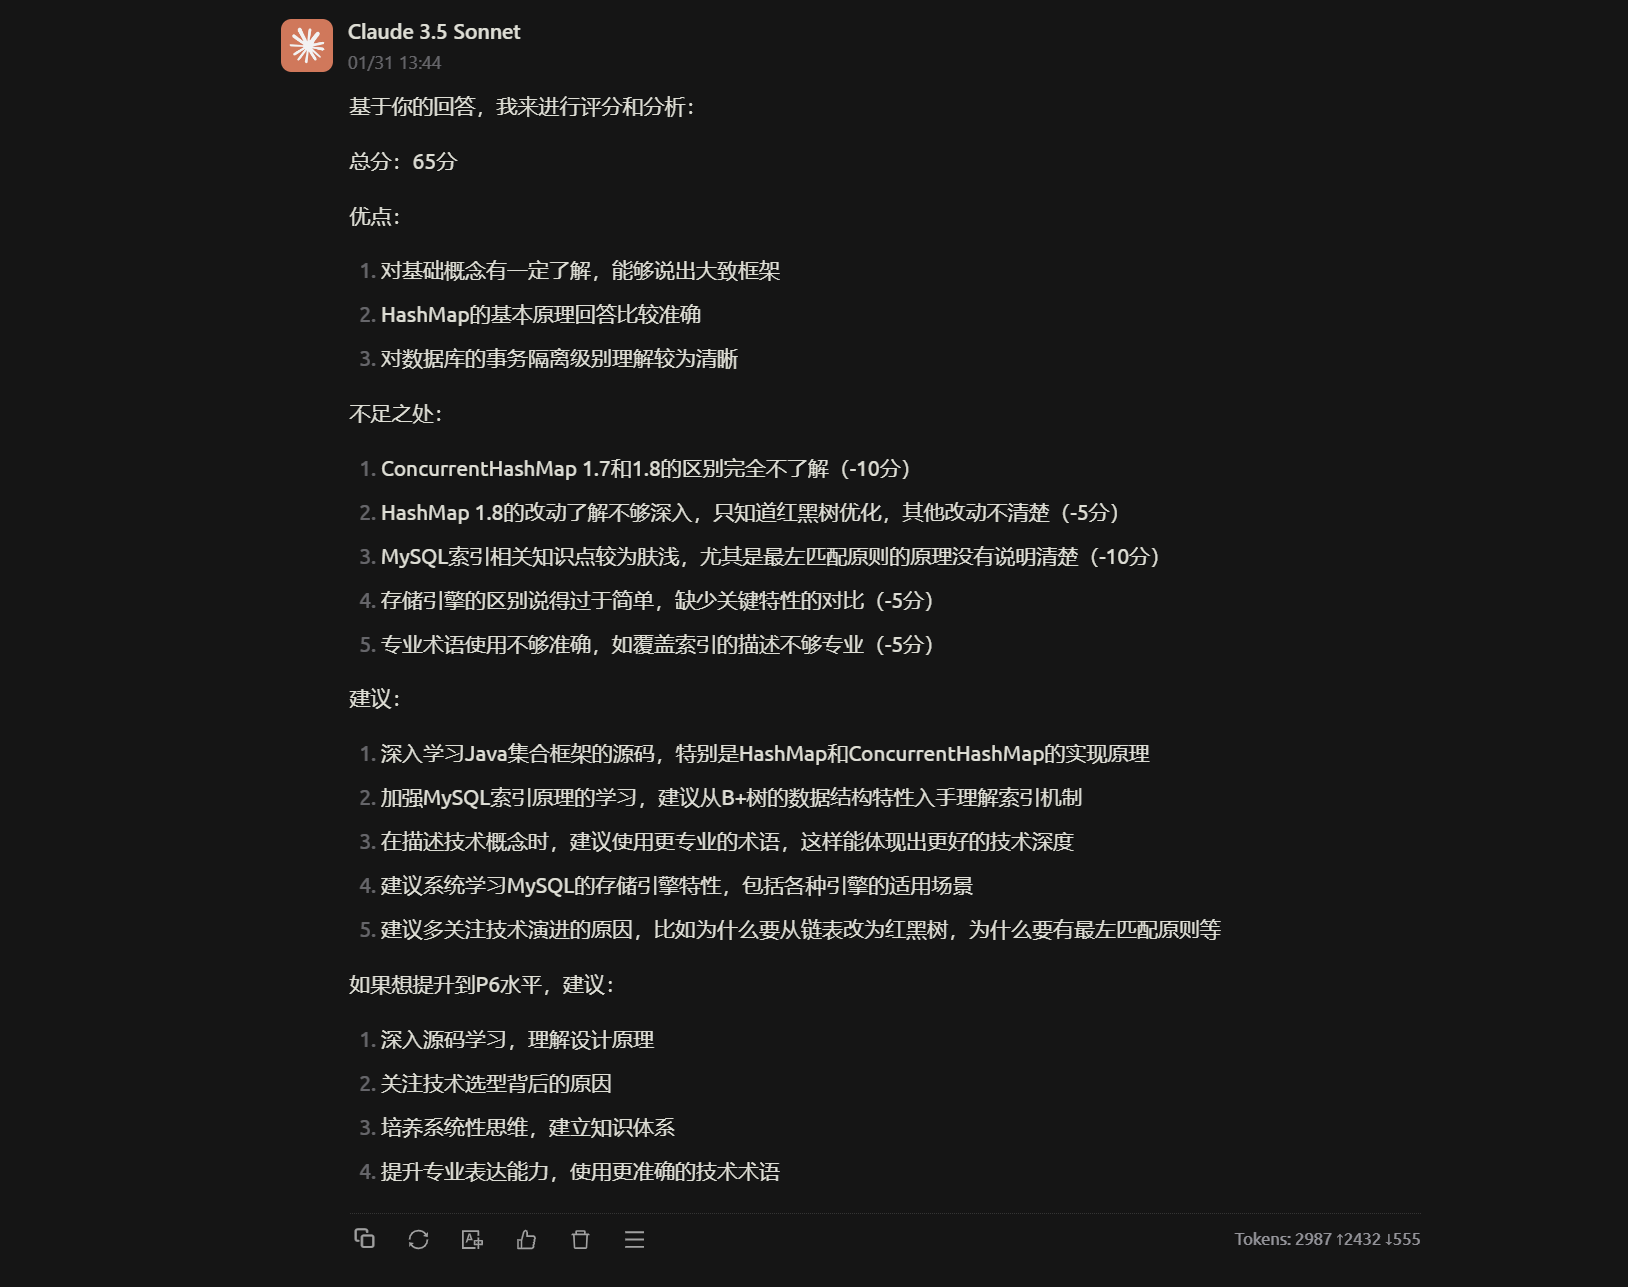 Claude 3.5 Sonnet
01/31 13:44
基于你的回答，我来进行评分和分析：
总分：65分
优点：
1. 对基础概念有一定了解，能够说出大致框架
2. HashMap的基本原理回答比较准确
3. 对数据库的事务隔离级别理解较为清晰
不足之处：
1. ConcurrentHashMap 1.7和1.8的区别完全不了解（-10分）
2. HashMap 1.8的改动了解不够深入，只知道红黑树优化，其他改动不清楚（-5分）
3. MySQL索引相关知识点较为肤浅，尤其是最左匹配原则的原理没有说明清楚（-10分）
4. 存储引擎的区别说得过于简单，缺少关键特性的对比（-5分）
5. 专业术语使用不够准确，如覆盖索引的描述不够专业（-5分）
建议：
1. 深入学习Java集合框架的源码，特别是HashMap和ConcurrentHashMap的实现原理
2. 加强MySQL索引原理的学习，建议从B+树的数据结构特性入手理解索引机制
3. 在描述技术概念时，建议使用更专业的术语，这样能体现出更好的技术深度
4. 建议系统学习MySQL的存储引擎特性，包括各种引擎的适用场景
5. 建议多关注技术演进的原因，比如为什么要从链表改为红黑树，为什么要有最左匹配原则等
如果想提升到P6水平，建议：
1. 深入源码学习，理解设计原理
2. 关注技术选型背后的原因
3. 培养系统性思维，建立知识体系
4. 提升专业表达能力，使用更准确的技术术语
Tokens: 2987 ↑2432 ↓555